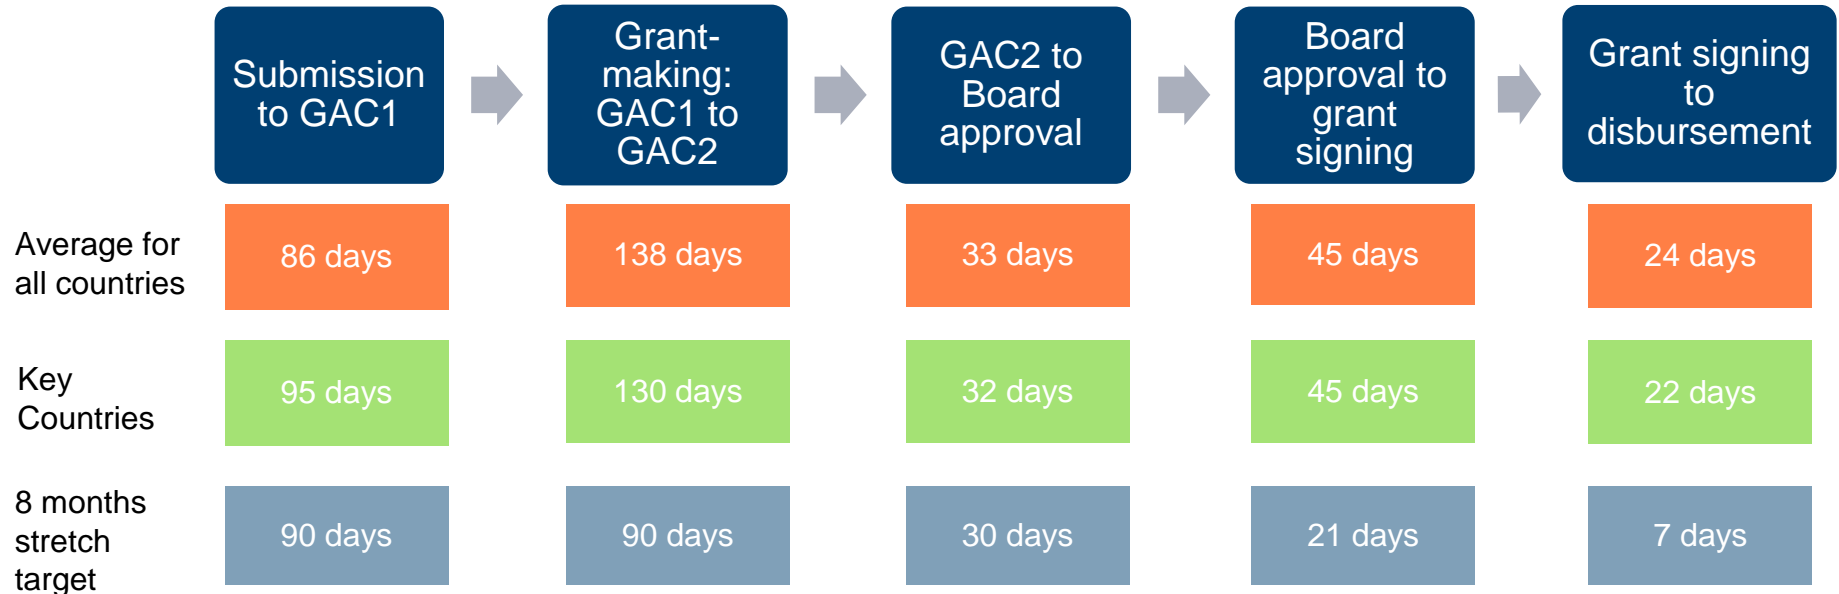 Submission
to GAC1
Grant-
making:
GAC1 to
GAC2
GAC2 to
Board
approval
Board
approval to
grant
signing
Grant signing
to
disbursement
Average for
all countries
86 days
138 days
33 days
45 days
24 days
Key
Countries
95 days
130 days
32 days
45 days
22 days
8 months
stretch
target
90 days
90 days
30 days
21 days
7 days